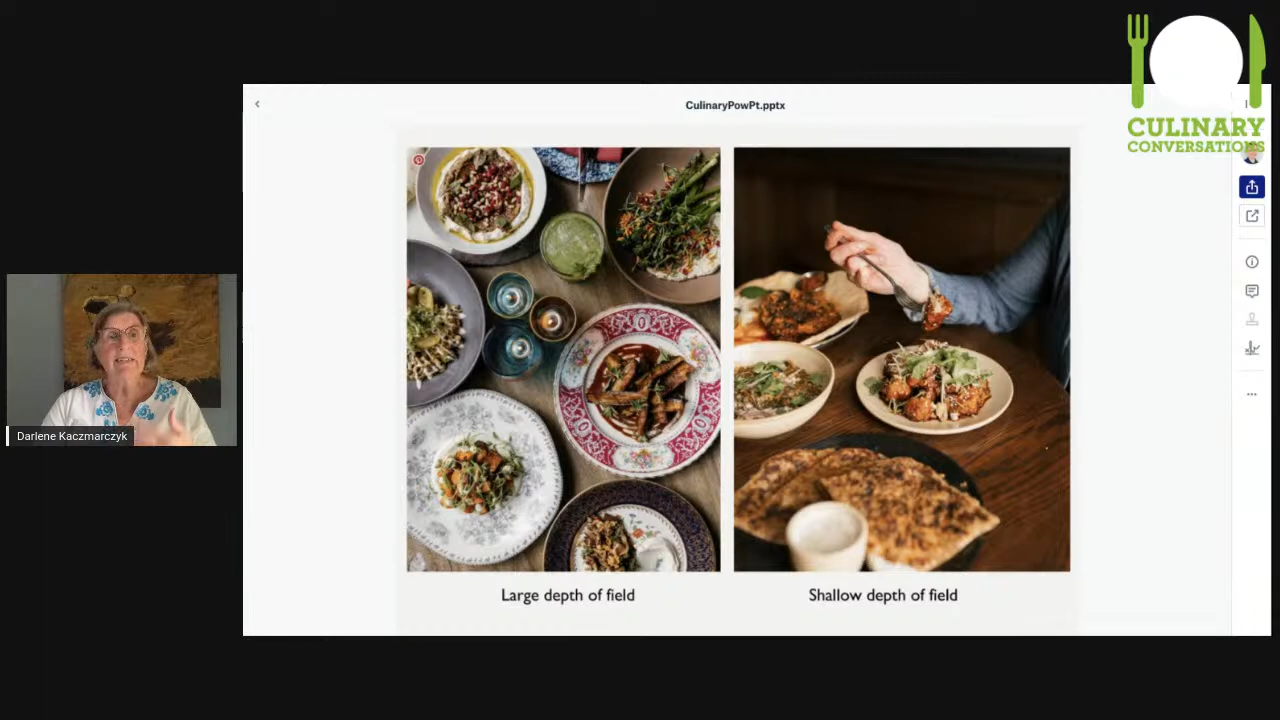 CulinaryPowPt.pptx
CULINARY
CONVERSATIONS
Darlene Kaczmarczyk
Large depth of field
Shallow depth of field